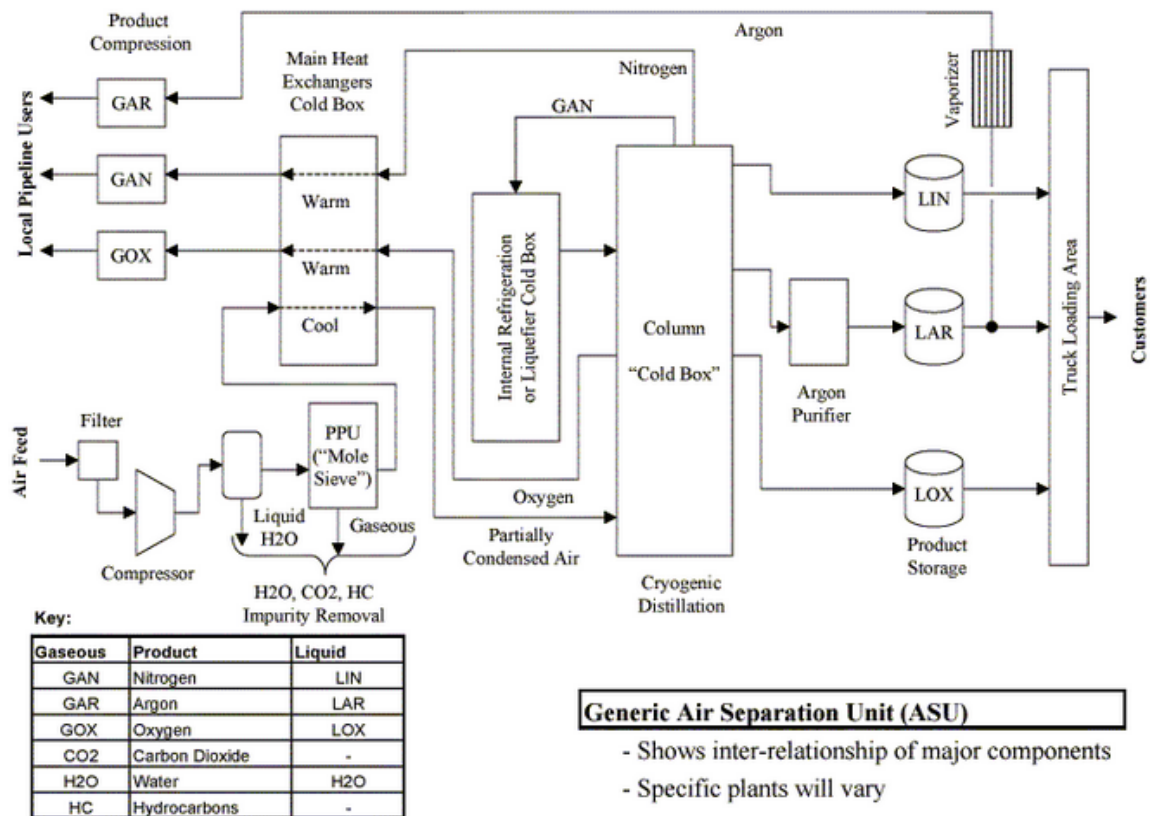 Product
Compression
Argon
Main Heat
Exchangers
Cold Box
Nitrogen
Vaporizer
Local Pipeline Users
GAR
GAN
GAN
Warm
LIN
GOX
Warm
Cool
Internal Refrigeration
or Liquefier Cold Box
Column
"Cold Box"
LAR
Argon
Purifier
Truck Loading Area
Customers
Air Feed
Filter
PPU
("Mole
Sieve")
Compressor
Liquid
H2O
Gaseous
Oxygen
Partially
Condensed Air
LOX
Product
Storage
H2O, CO2, HC
Impurity Removal
Cryogenic
Distillation
Key:
Gaseous Product Liquid
GAN Nitrogen LIN
GAR Argon LAR
GOX Oxygen LOX
CO2 Carbon Dioxide -
H2O Water H2O
HC Hydrocarbons -
Generic Air Separation Unit (ASU)
- Shows inter-relationship of major components
- Specific plants will vary